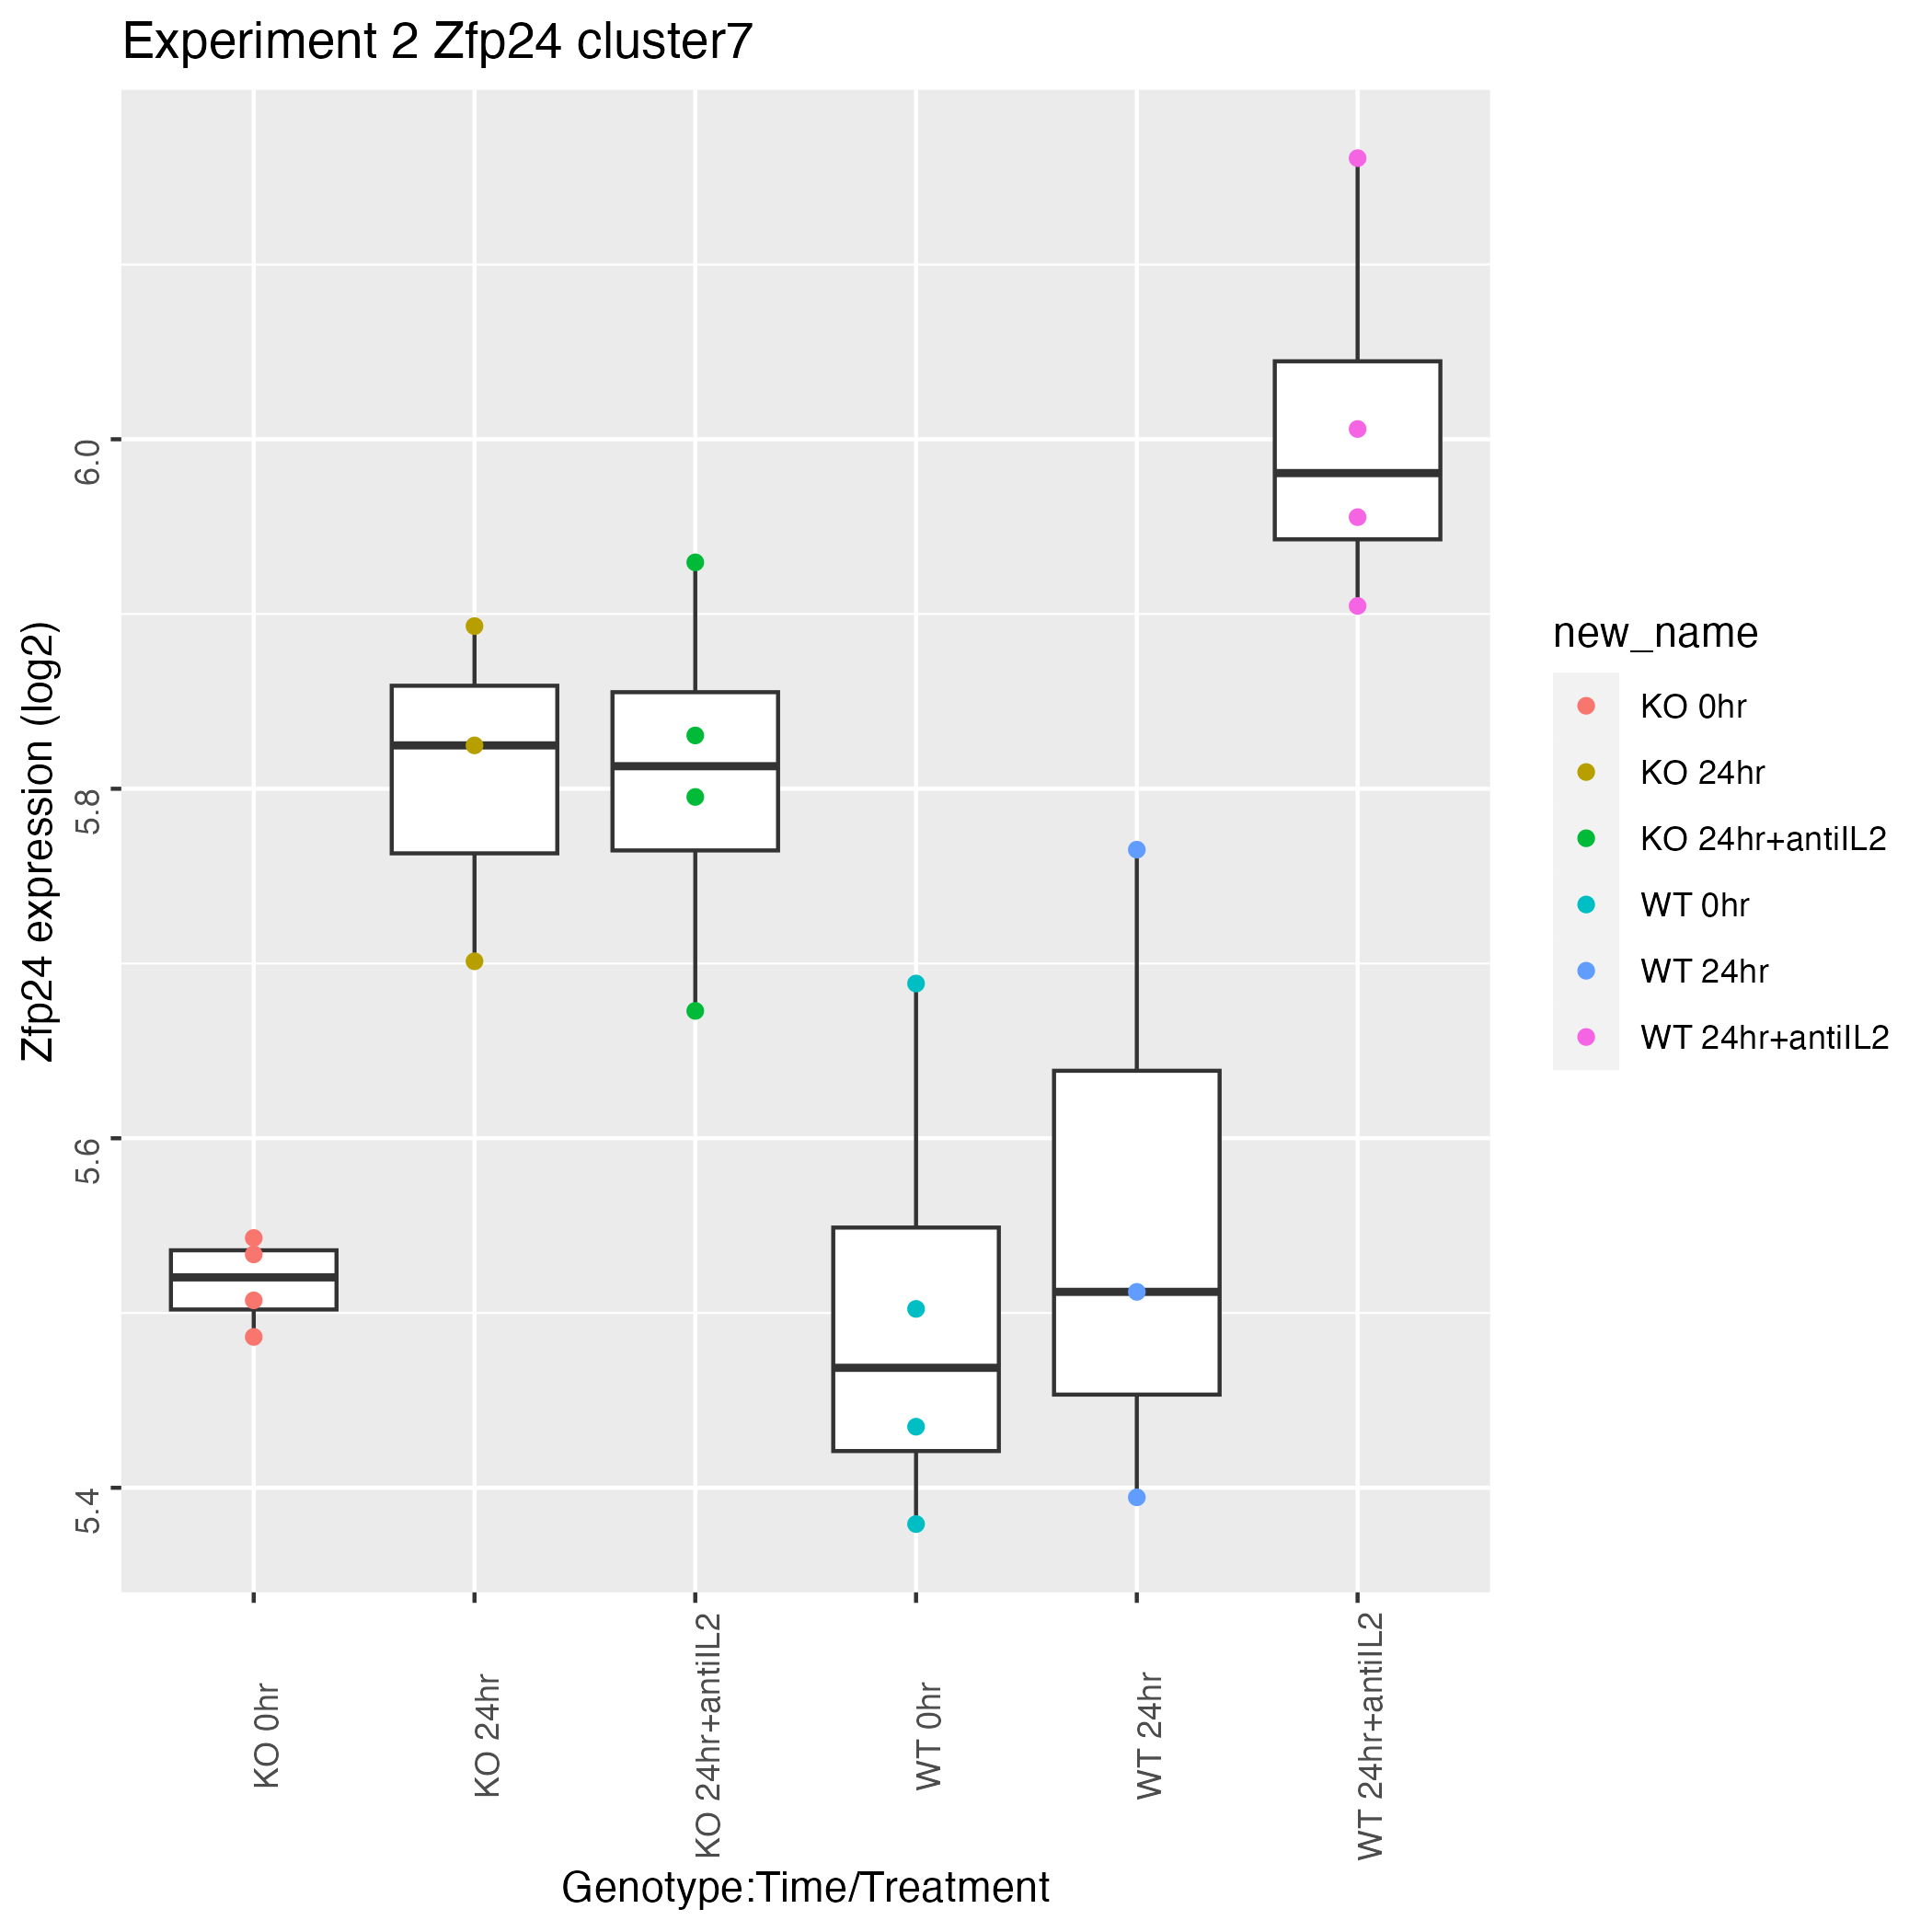 Experiment 2 Zfp24 cluster7
Zfp24 expression (log2)
6.0
5.8
5.6
5.4
KO 0hr
KO 24hr
KO 24hr+antiIL2
WT 0hr
WT 24hr
WT 24hr+antiIL2
Genotype:Time/Treatment
new_name
KO 0hr
KO 24hr
KO 24hr+antiIL2
WT 0hr
WT 24hr
WT 24hr+antiIL2